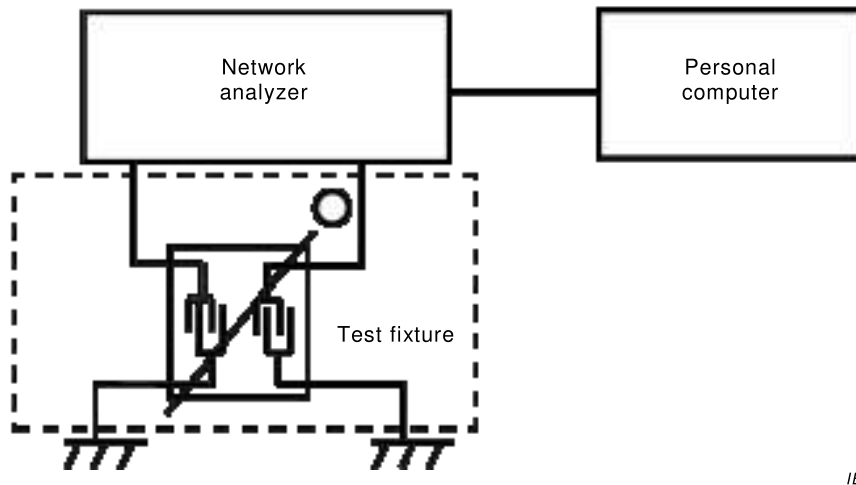 Network
analyzer
Personal
computer
Test fixture